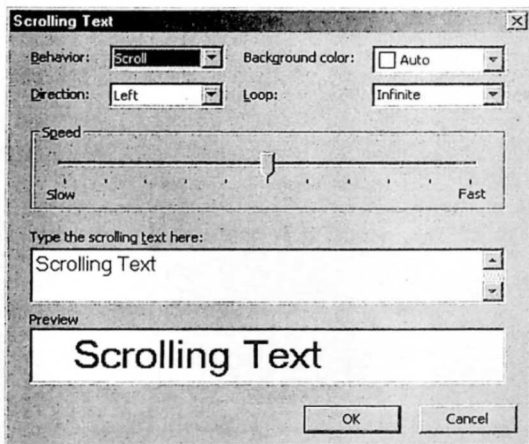 Scrolling Text
Behavior: Scroll Background color: Auto
Direction: Left Loop: Infinite
Speed
Slow Fast
Type the scrolling text here:
Scrolling Text
Preview
Scrolling Text
OK Cancel